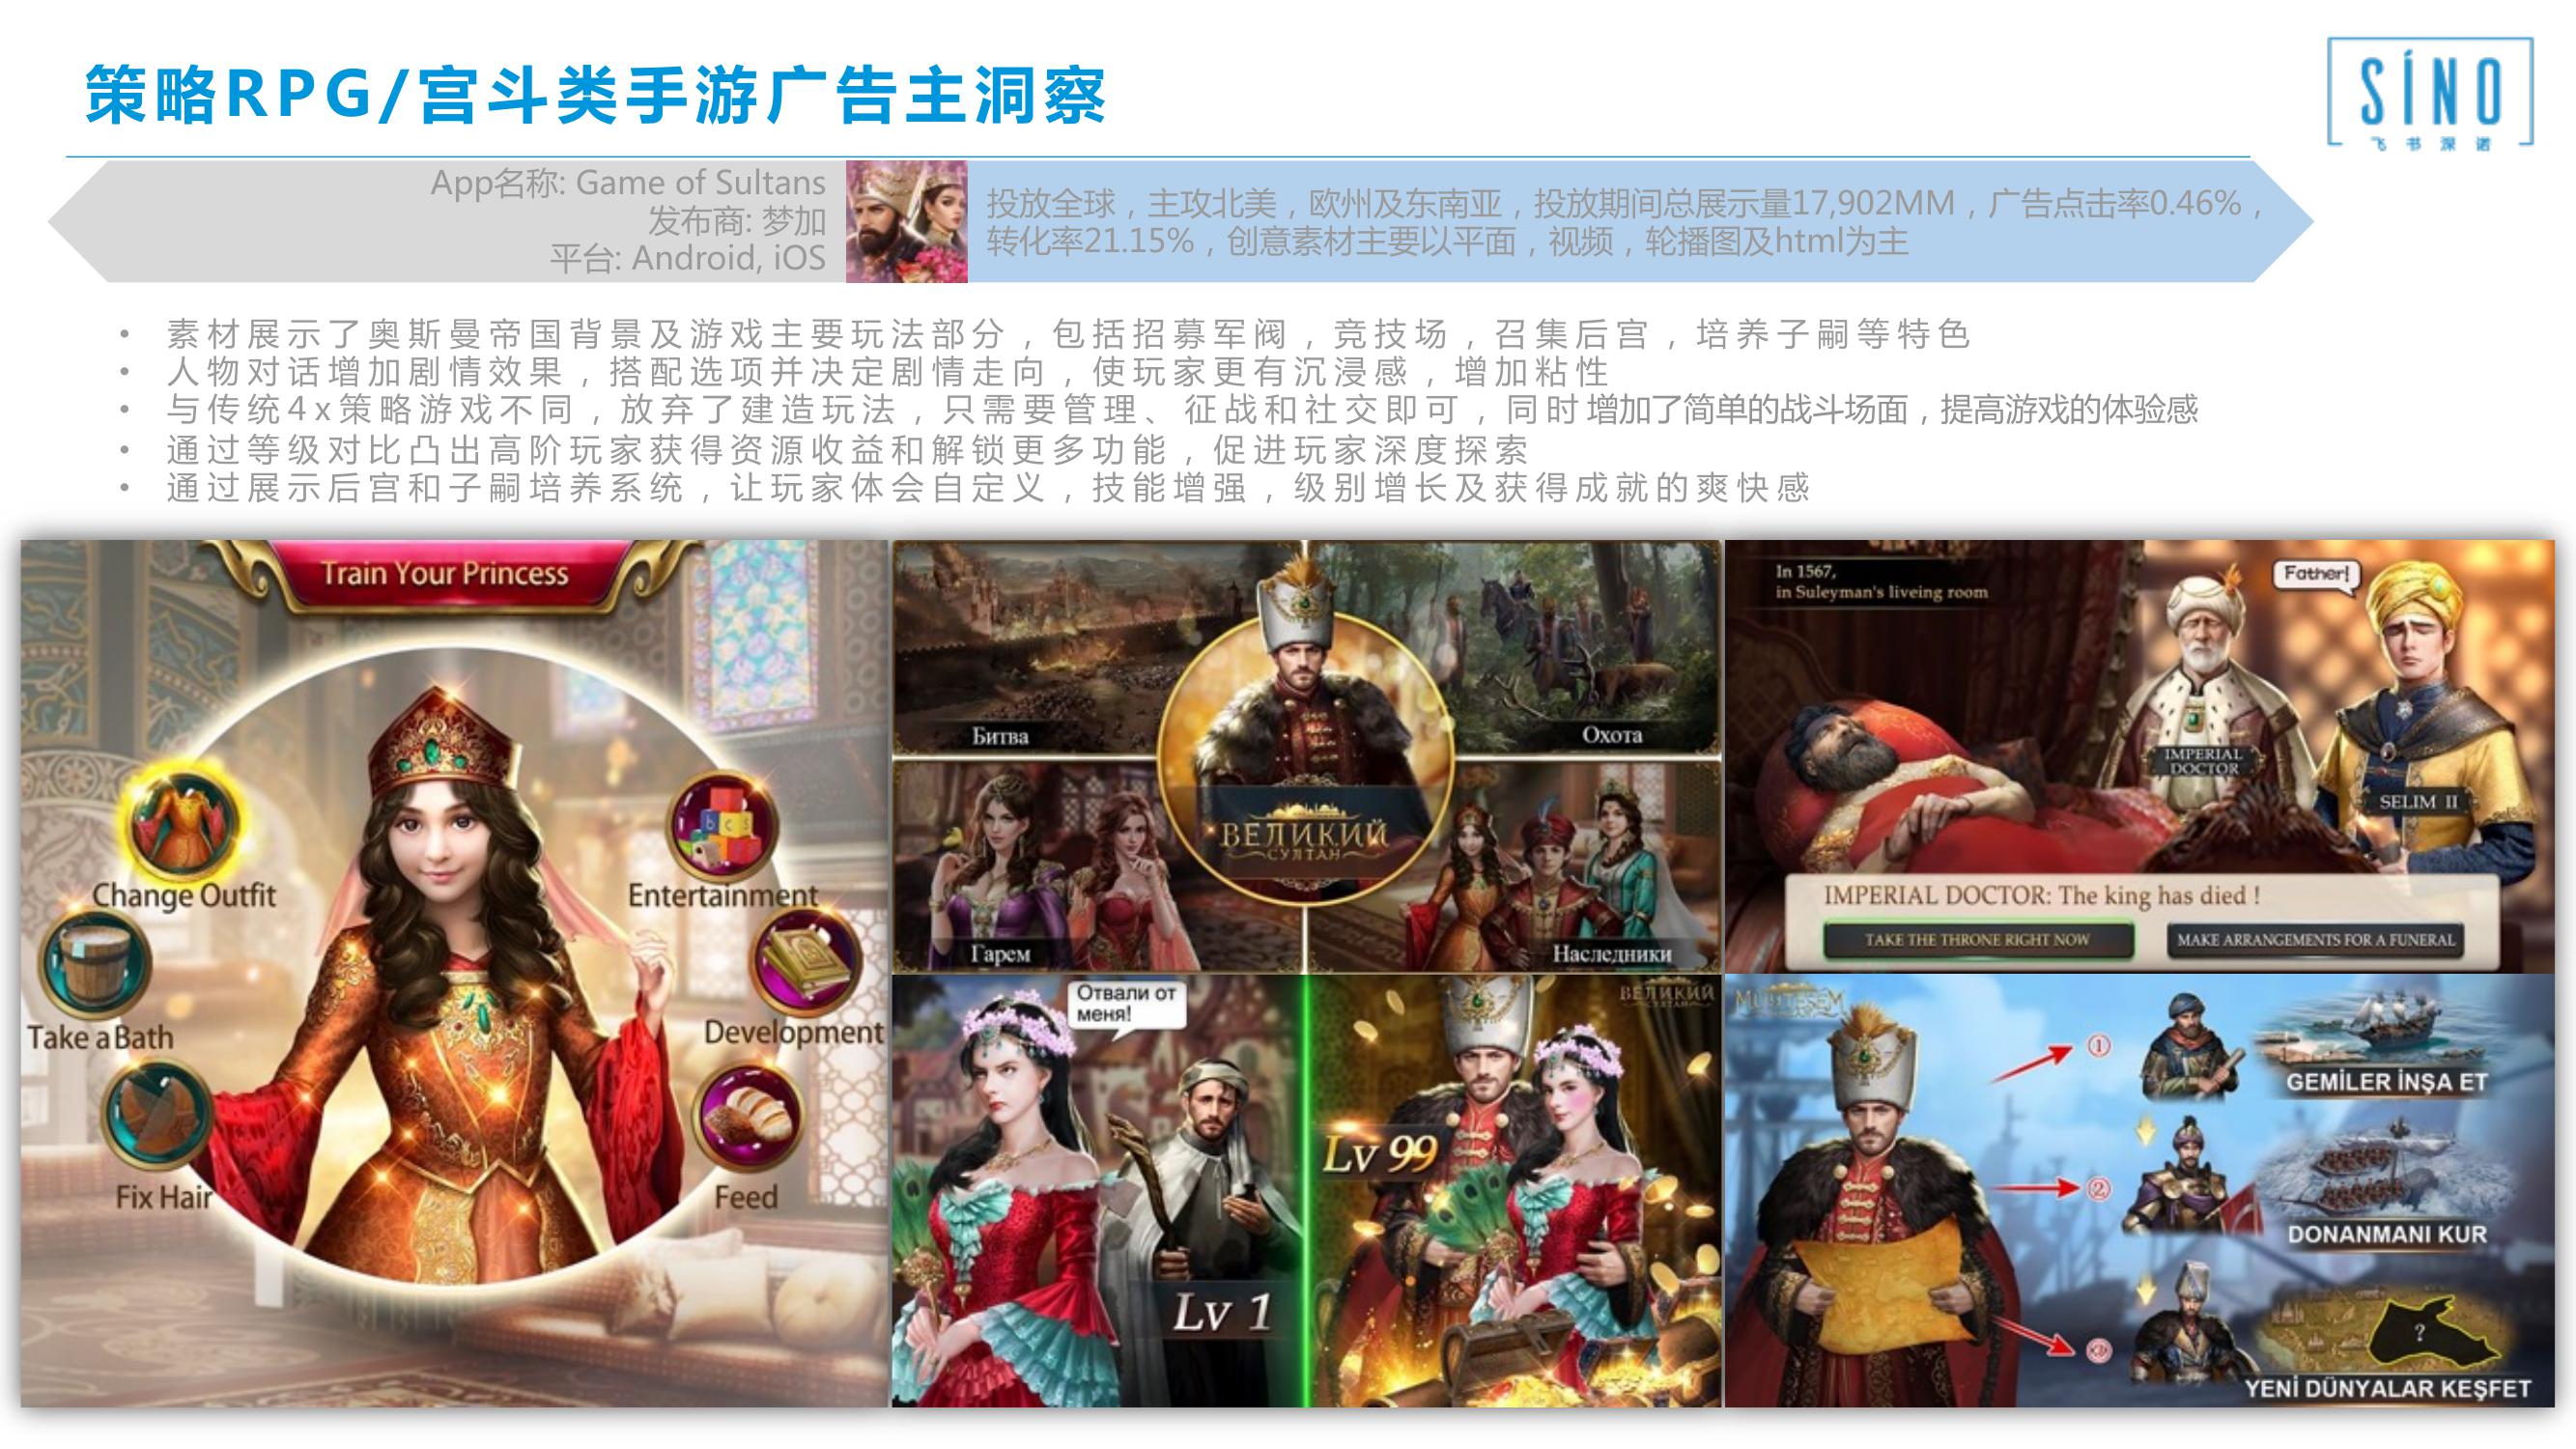 策略RPG/宫斗类手游广告主洞察
SÍNO
飞书深诺
App名称: Game of Sultans
发布商: 梦加
平台: Android, iOS
投放全球，主攻北美，欧州及东南亚，投放期间总展示量17,902MM，广告点击率0.46%，
转化率21.15%，创意素材主要以平面，视频，轮播图及html为主
• 素材展示了奥斯曼帝国背景及游戏主要玩法部分，包括招募军阀，竞技场，召集后宫，培养子嗣等特色
• 人物对话增加剧情效果，搭配选项并决定剧情走向，使玩家更有沉浸感，增加粘性
• 与传统4x策略游戏不同，放弃了建造玩法，只需要管理、征战和社交即可，同时增加了简单的战斗场面，提高游戏的体验感
• 通过等级对比凸出高阶玩家获得资源收益和解锁更多功能，促进玩家深度探索
• 通过展示后宫和子嗣培养系统，让玩家体会自定义，技能增强，级别增长及获得成就的爽快感
Train Your Princess
Change Outfit
Entertainment
Take a Bath
Development
Fix Hair
Feed
Битва
Охота
ВЕЛИКИЙ
СУЛТАН
Гарем
Наследники
Отвали от
меня!
ВЕЛИКИЙ
СУЛТАН
Lv 1
Lv 99
In 1567,
in Suleyman's liveing room
Father!
IMPERIAL
DOCTOR
SELIM II
IMPERIAL DOCTOR: The king has died !
TAKE THE THRONE RIGHT NOW
MAKE ARRANGEMENTS FOR A FUNERAL
①
GEMİLER İNŞA ET
②
DONANMANI KUR
③
?
YENİ DÜNYALAR KEŞFET